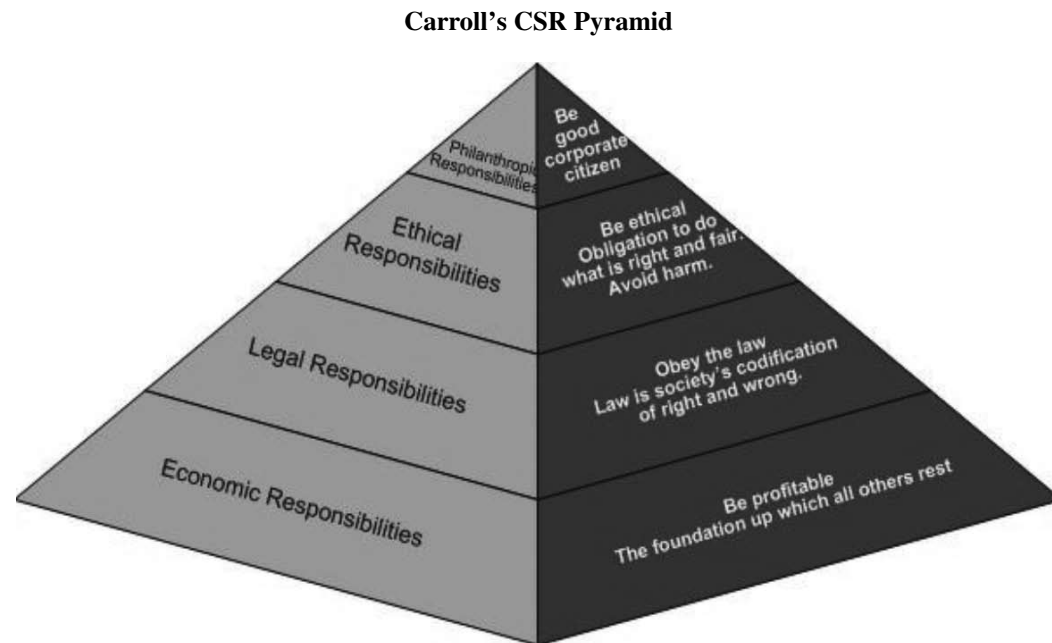 Carroll’s CSR Pyramid
Philanthropic
Responsibilities
Be
good
corporate
citizen
Ethical
Responsibilities
Be ethical
Obligation to do
what is right and fair.
Avoid harm.
Legal Responsibilities
Obey the law
Law is society’s codification
of right and wrong.
Economic Responsibilities
Be profitable
The foundation up which all others rest